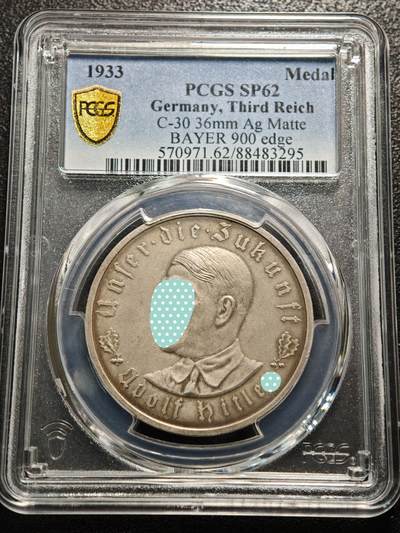 1933 Medal
PCGS SP62
Germany, Third Reich
C-30 36mm Ag Matte
BAYER 900 edge
570971.62/88483295
PCGS
Unser·die·Zukunft
Adolf Hitle
PCGS